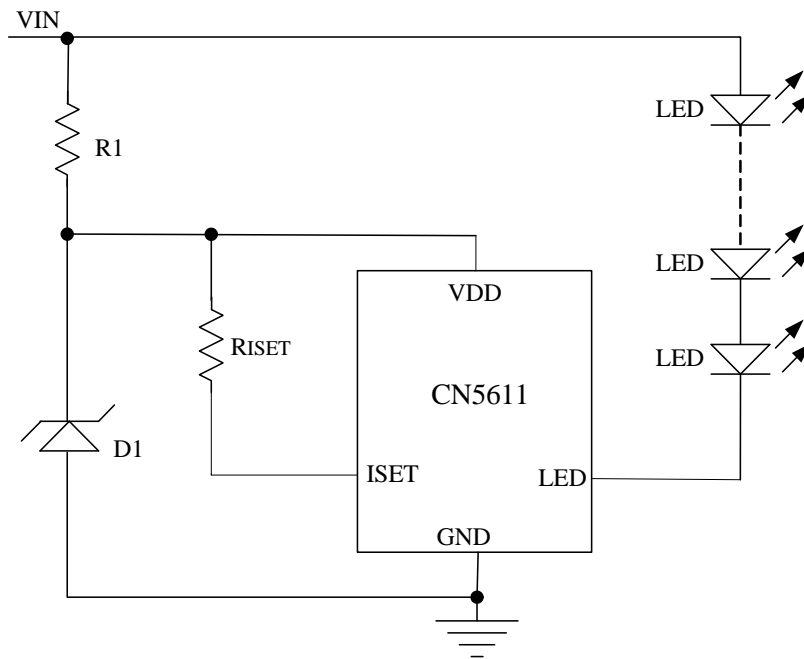 VIN
LED
R1
LED
VDD
RISET
LED
CN5611
D1
ISET
LED
GND